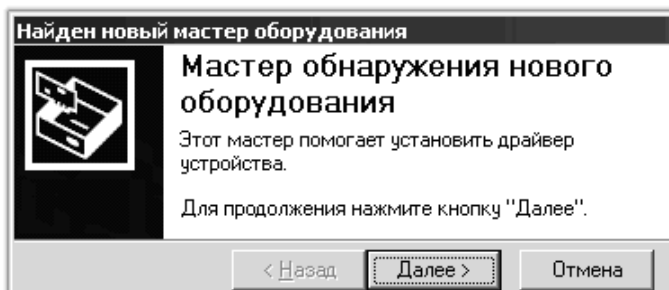 Найден новый мастер оборудования
Мастер обнаружения нового
оборудования
Этот мастер помогает установить драйвер
устройства.
Для продолжения нажмите кнопку "Далее".
< Назад Далее > Отмена